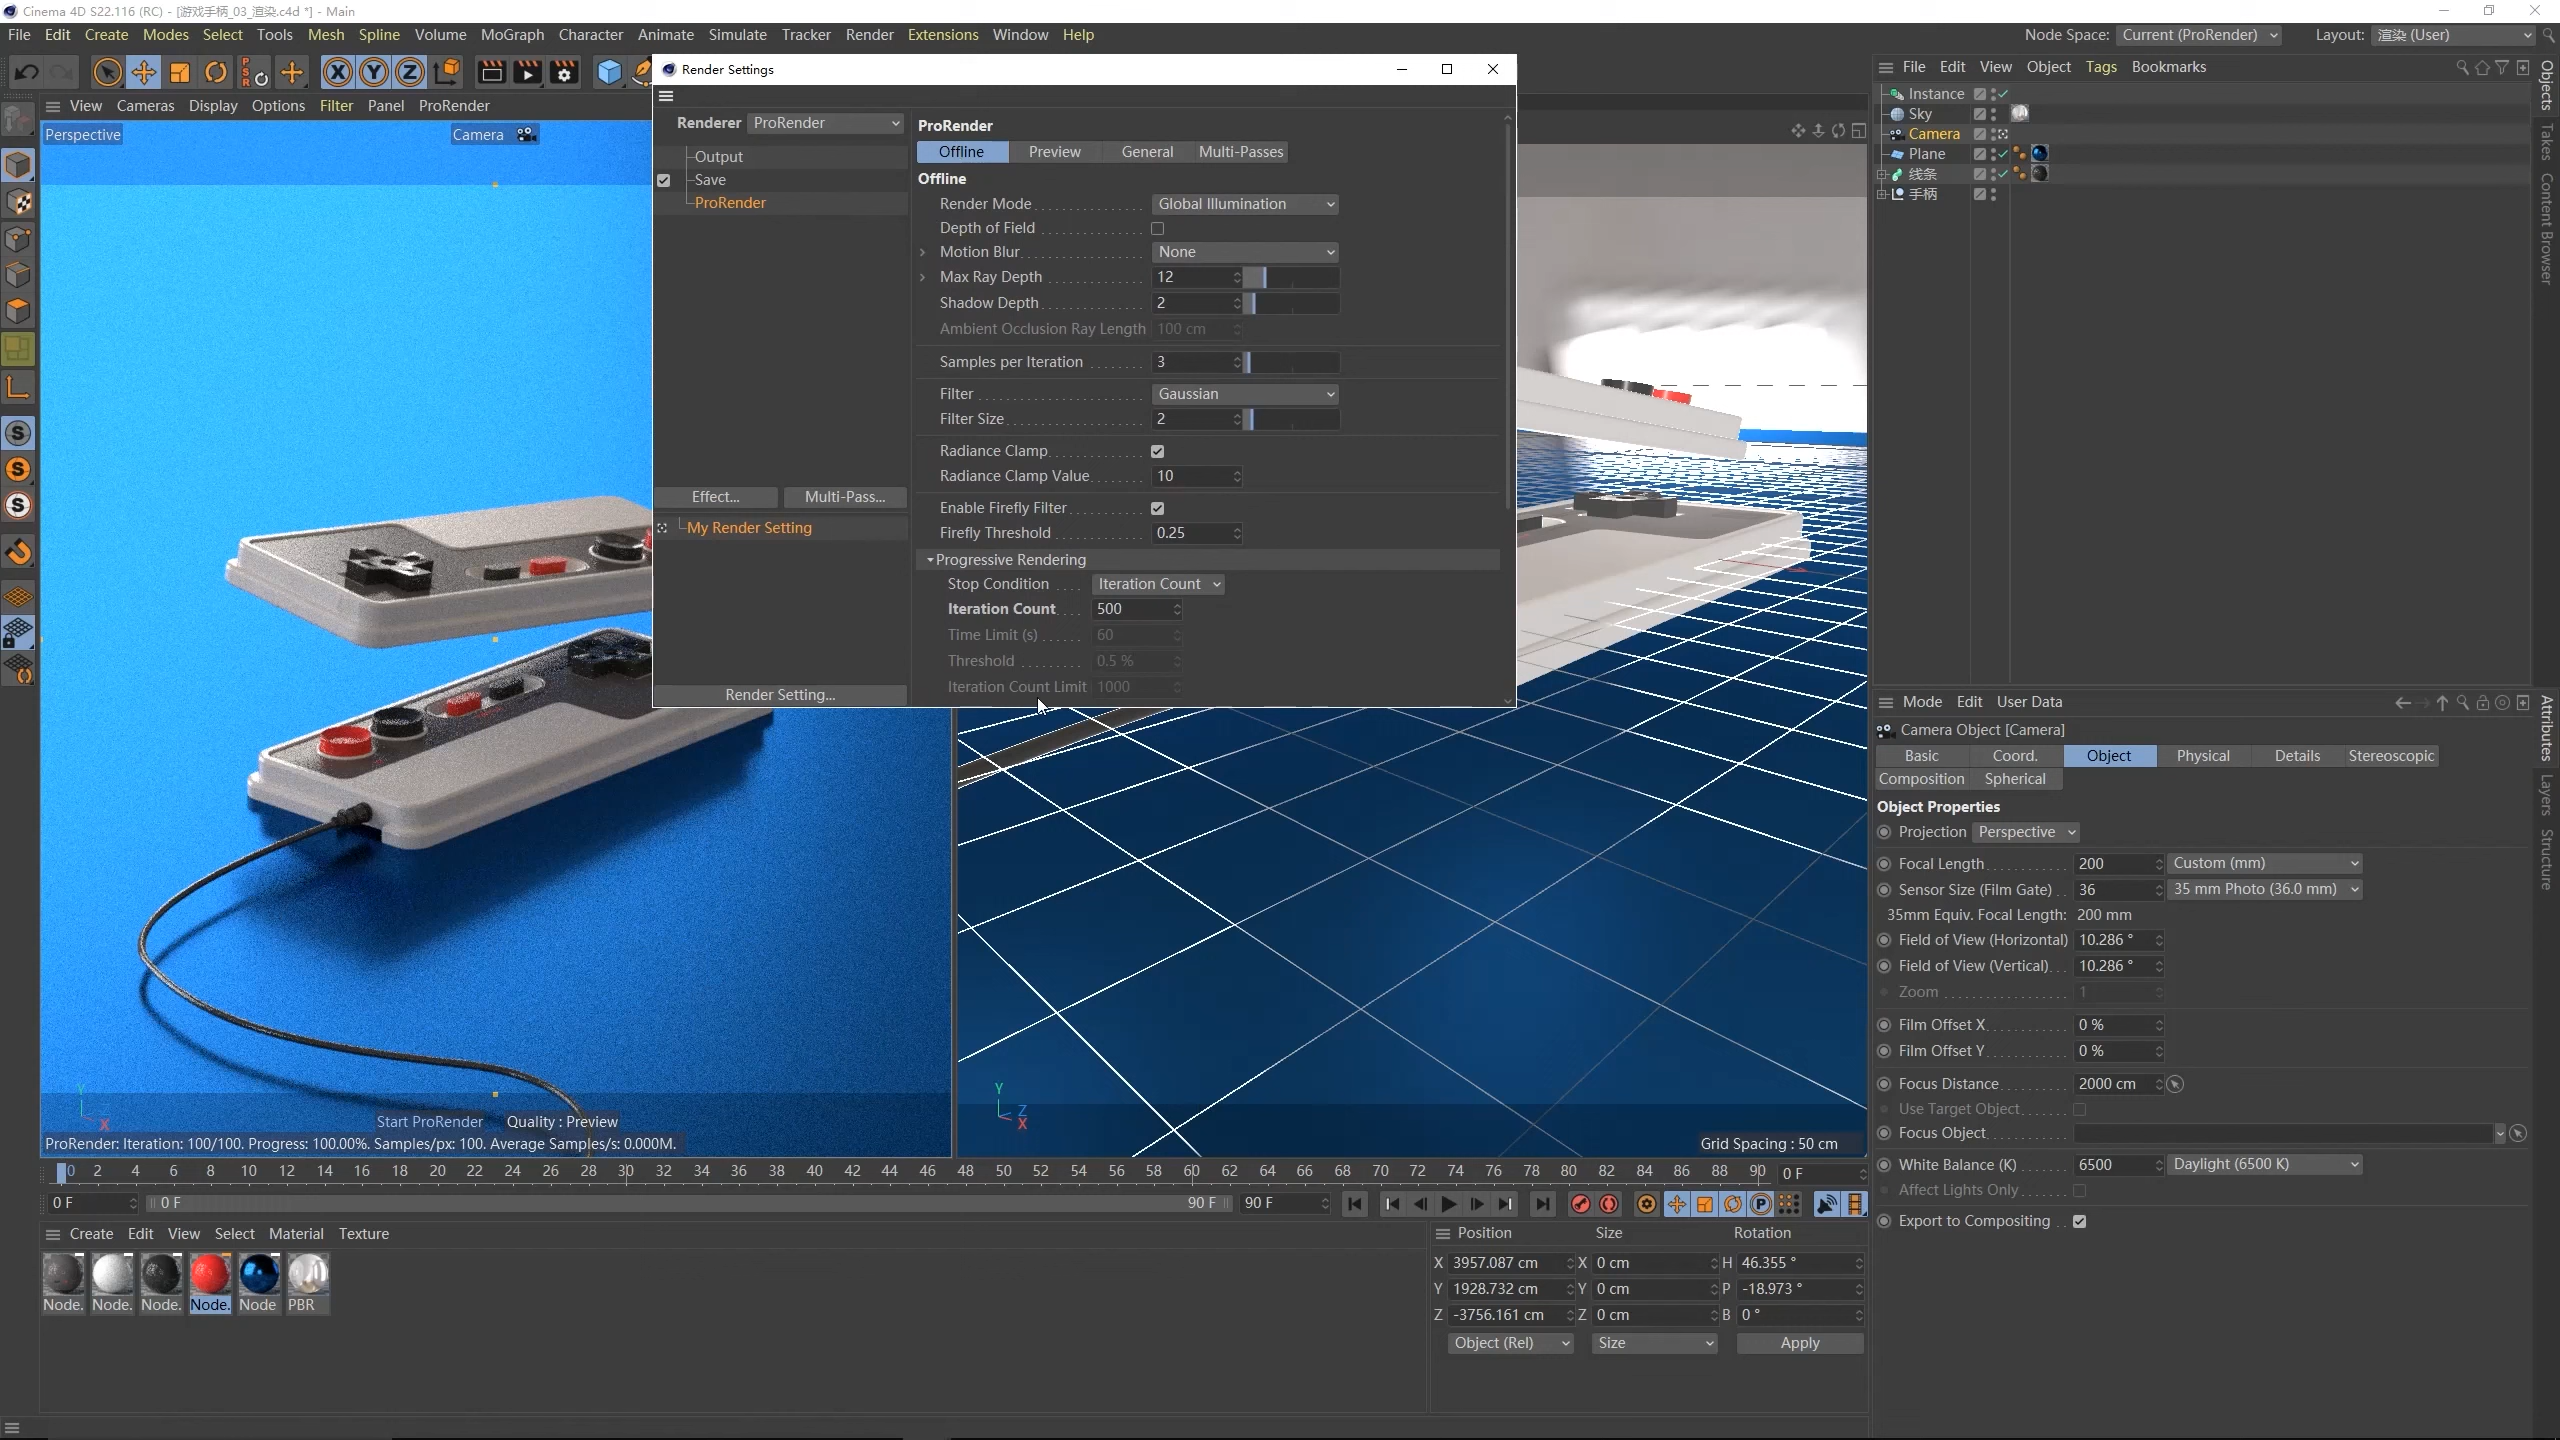 Cinema 4D S22.116 (RC) - [游戏手柄_03_渲染.c4d *] - Main
File Edit Create Modes Select Tools Mesh Spline Volume MoGraph Character Animate Simulate Tracker Render Extensions Window Help
Node Space: Current (ProRender) Layout: 渲染 (User)
Render Settings
View Cameras Display Options Filter Panel ProRender
Perspective
Camera
Renderer ProRender
Output
Save
ProRender
Effect...
Multi-Pass...
My Render Setting
Render Setting...
ProRender
Offline Preview General Multi-Passes
Offline
Render Mode Global Illumination
Depth of Field
Motion Blur None
Max Ray Depth 12
Shadow Depth 2
Ambient Occlusion Ray Length 100 cm
Samples per Iteration 3
Filter Gaussian
Filter Size 2
Radiance Clamp
Radiance Clamp Value 10
Enable Firefly Filter
Firefly Threshold 0.25
Progressive Rendering
Stop Condition Iteration Count
Iteration Count 500
Time Limit (s) 60
Threshold 0.5 %
Iteration Count Limit 1000
Start ProRender Quality : Preview
ProRender: Iteration: 100/100. Progress: 100.00%. Samples/px: 100. Average Samples/s: 0.000M.
Y
X
Y
Z
X
Grid Spacing : 50 cm
0 2 4 6 8 10 12 14 16 18 20 22 24 26 28 30 32 34 36 38 40 42 44 46 48 50 52 54 56 58 60 62 64 66 68 70 72 74 76 78 80 82 84 86 88 90 0 F
0 F 0 F 90 F 90 F
Create Edit View Select Material Texture
Node. Node. Node. Node. Node PBR
Position Size Rotation
X 3957.087 cm X 0 cm H 46.355 °
Y 1928.732 cm Y 0 cm P -18.973 °
Z -3756.161 cm Z 0 cm B 0 °
Object (Rel) Size Apply
File Edit View Object Tags Bookmarks
Instance
Sky
Camera
Plane
线条
手柄
Objects
Takes
Content Browser
Mode Edit User Data
Camera Object [Camera]
Basic Coord. Object Physical Details Stereoscopic
Composition Spherical
Object Properties
Projection Perspective
Focal Length 200 Custom (mm)
Sensor Size (Film Gate) 36 35 mm Photo (36.0 mm)
35mm Equiv. Focal Length: 200 mm
Field of View (Horizontal) 10.286 °
Field of View (Vertical) 10.286 °
Zoom 1
Film Offset X 0 %
Film Offset Y 0 %
Focus Distance 2000 cm
Use Target Object
Focus Object
White Balance (K) 6500 Daylight (6500 K)
Affect Lights Only
Export to Compositing
Attributes
Layers
Structure